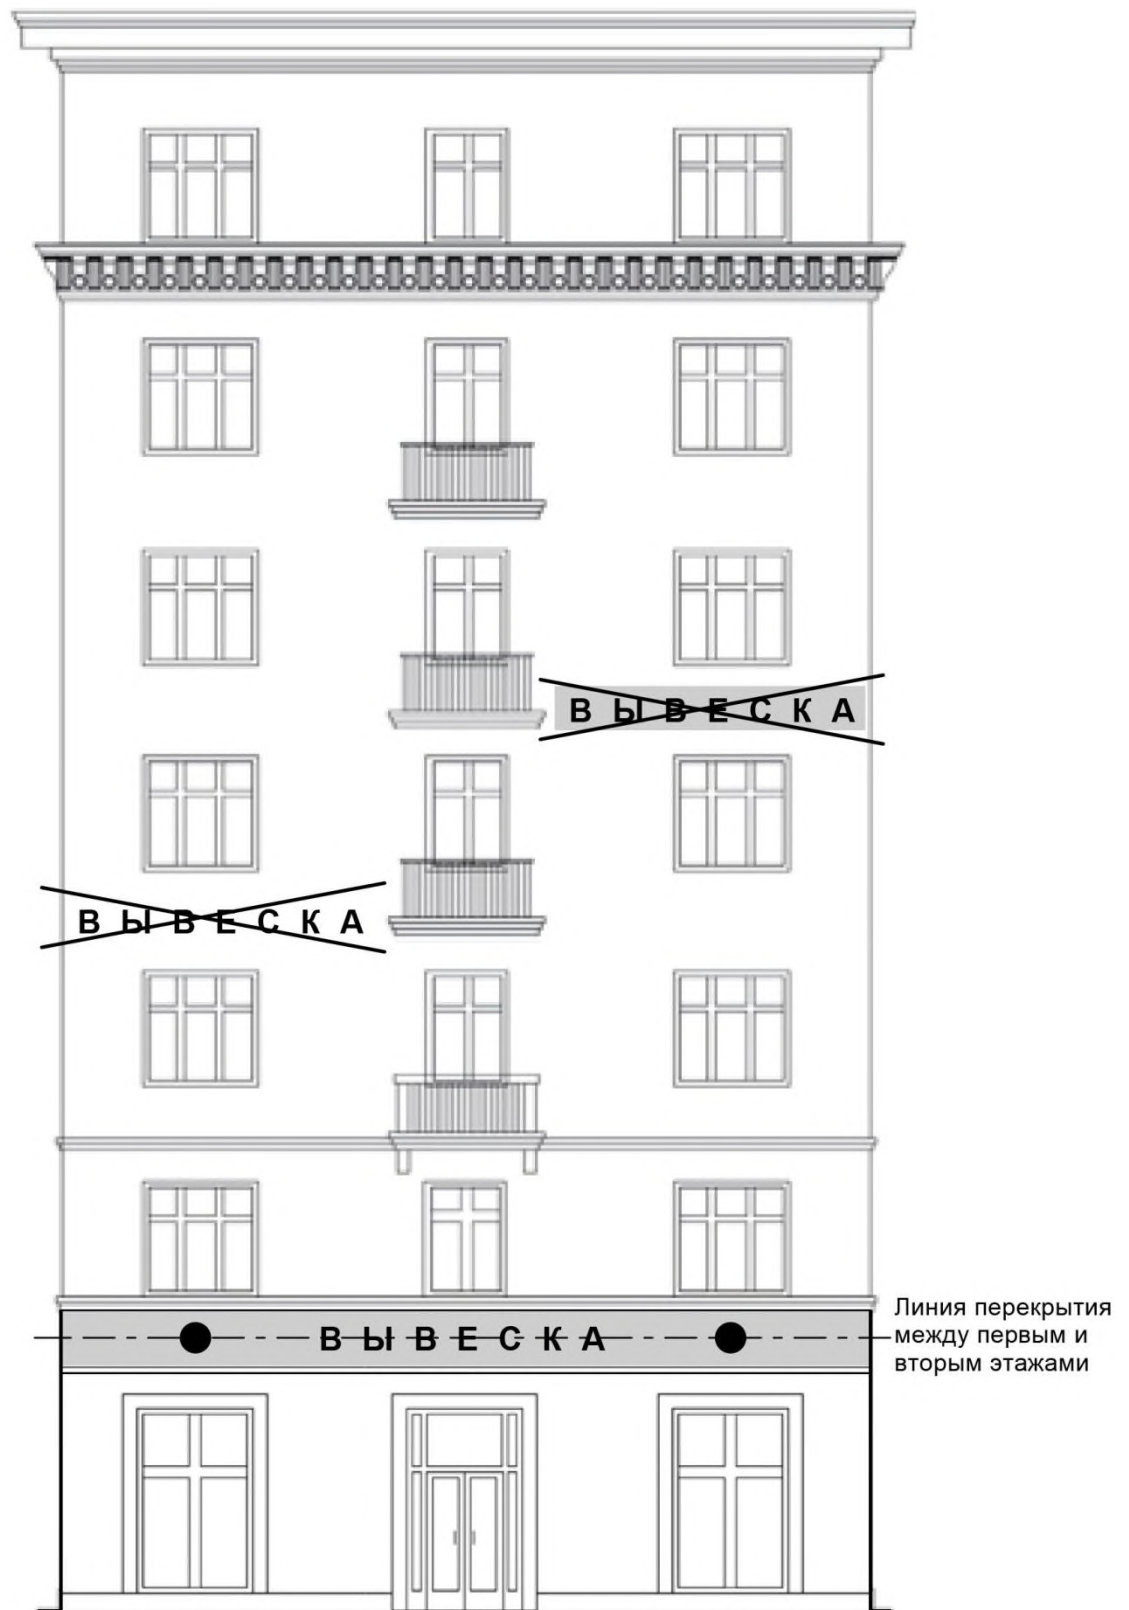 В Ы В Е С К А
В Ы В Е С К А
В Ы В Е С К А
Линия перекрытия
между первым и
вторым этажами